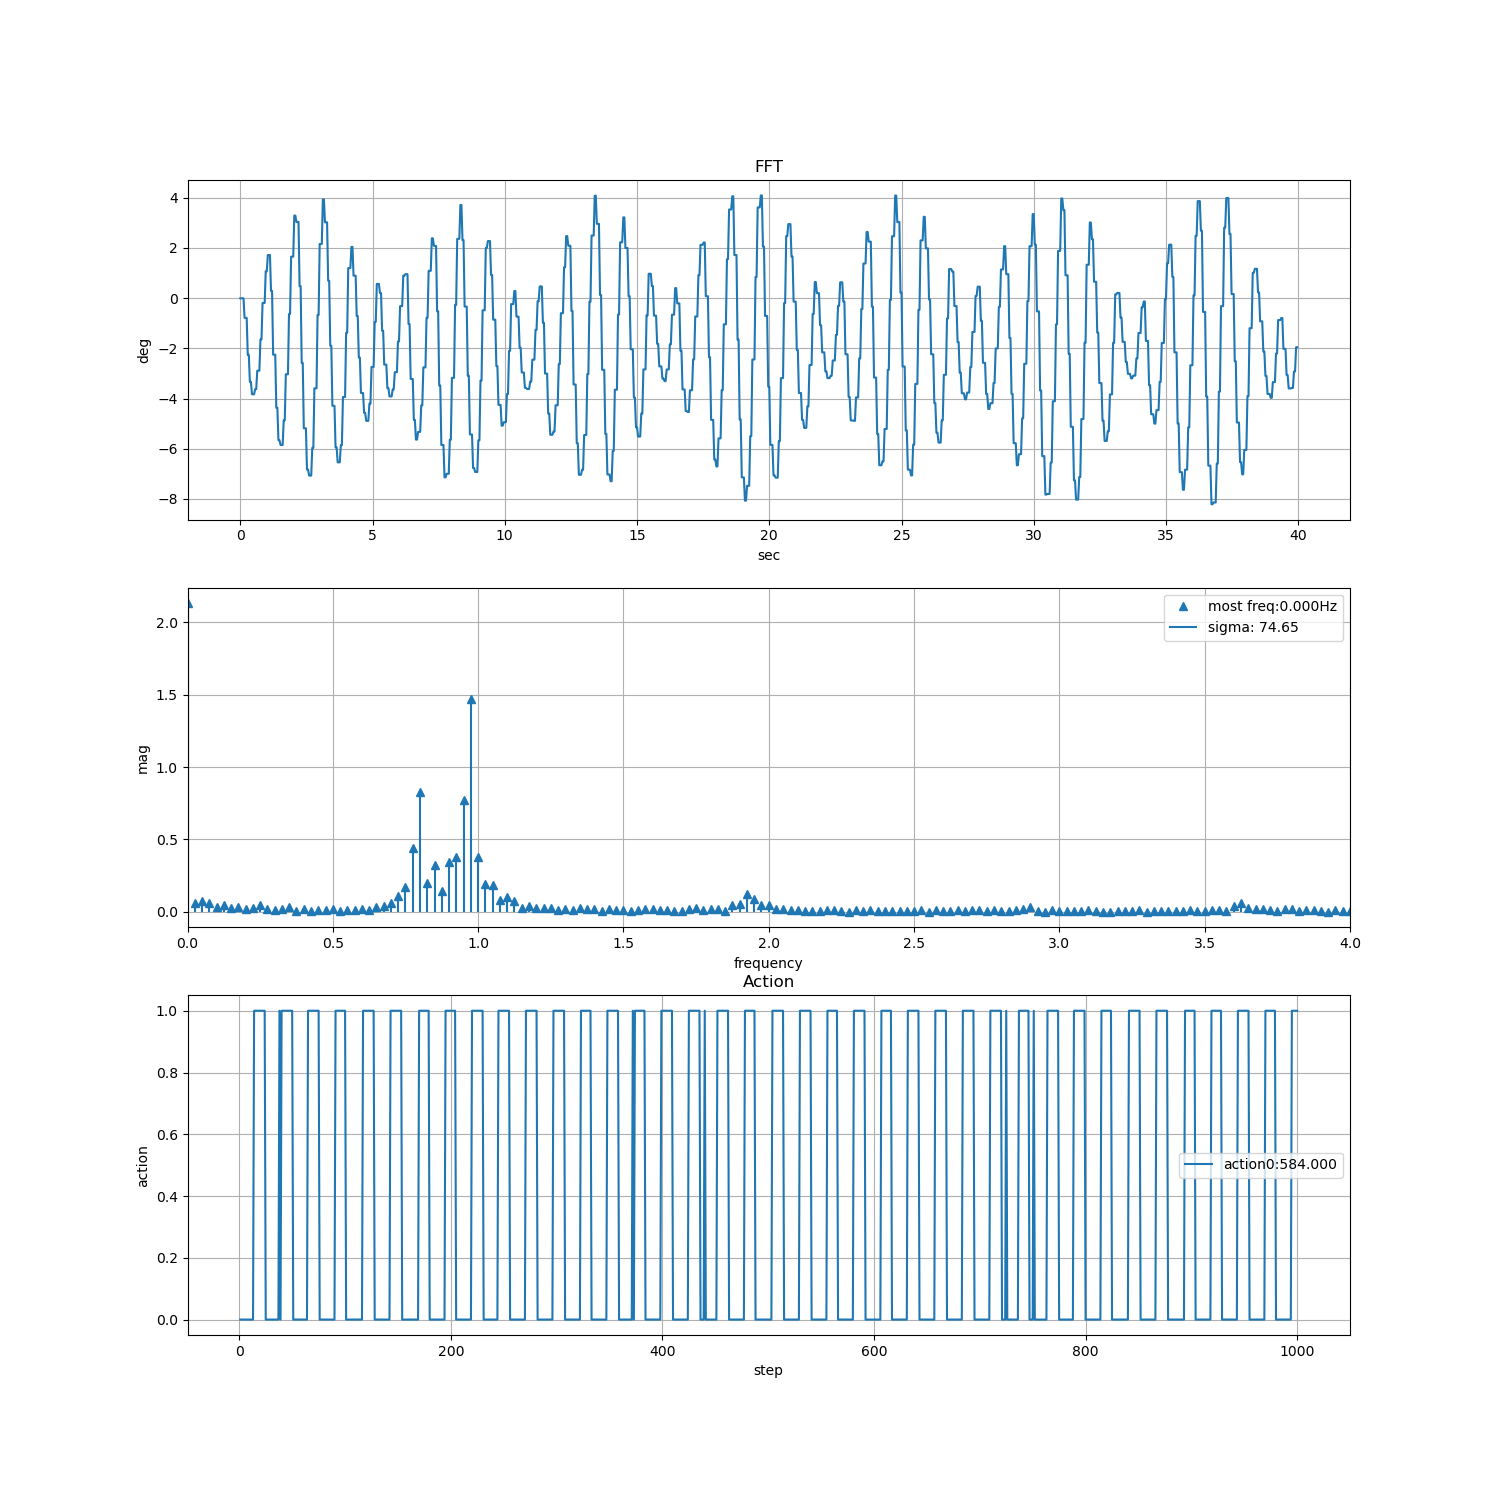 FFT
4
2
0
−2
−4
−6
−8
deg
0 5 10 15 20 25 30 35 40
sec
2.0
1.5
1.0
0.5
0.0
mag
most freq:0.000Hz
sigma: 74.65
0.0 0.5 1.0 1.5 2.0 2.5 3.0 3.5 4.0
frequency
Action
1.0
0.8
0.6
0.4
0.2
0.0
action
action0:584.000
0 200 400 600 800 1000
step